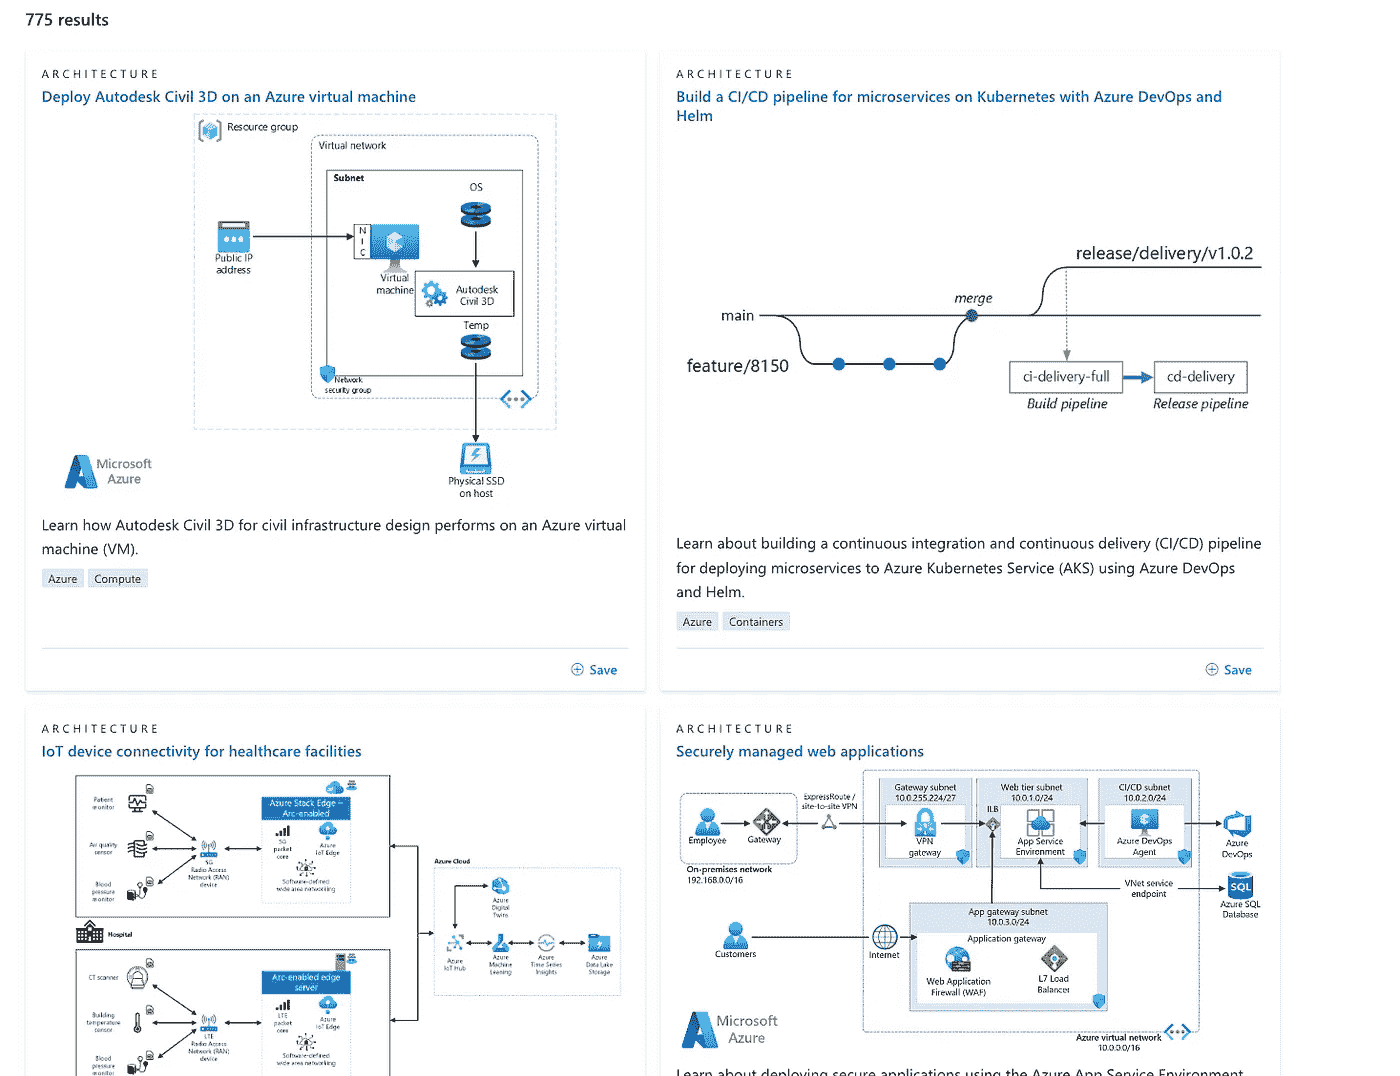 775 results
ARCHITECTURE
Deploy Autodesk Civil 3D on an Azure virtual machine
Resource group
Virtual network
Subnet
OS
N
I
C
Public IP
address
Virtual
machine
Autodesk
Civil 3D
Temp
Network
security group
Microsoft
Azure
Physical SSD
on host
Learn how Autodesk Civil 3D for civil infrastructure design performs on an Azure virtual
machine (VM).
Azure
Compute
Save
ARCHITECTURE
Build a CI/CD pipeline for microservices on Kubernetes with Azure DevOps and
Helm
release/delivery/v1.0.2
merge
main
feature/8150
ci-delivery-full
cd-delivery
Build pipeline
Release pipeline
Learn about building a continuous integration and continuous delivery (CI/CD) pipeline
for deploying microservices to Azure Kubernetes Service (AKS) using Azure DevOps
and Helm.
Azure
Containers
Save
ARCHITECTURE
IoT device connectivity for healthcare facilities
Patient
monitor
Air quality
sensor
Blood
pressure
monitor
5G
Radio Access
Network (RAN)
device
Azure Stack Edge –
Arc-enabled
5G
packet
core
Azure
IoT Edge
Software-defined
wide area networking
Hospital
Azure Cloud
Azure
Digital
Twins
Azure
IoT Hub
Azure
Machine
Learning
Azure
Time Series
Insights
Azure
Data Lake
Storage
CT scanner
Building
temperature
sensor
Blood
pressure
monitor
LTE
Radio Access
Network (RAN)
device
Arc-enabled edge
server
LTE
packet
core
Azure
IoT Edge
Software-defined
wide area networking
ARCHITECTURE
Securely managed web applications
Employee
Gateway
On-premises network
192.168.0.0/16
ExpressRoute /
site-to-site VPN
Gateway subnet
10.0.255.224/27
VPN
gateway
ILB
Web tier subnet
10.0.1.0/24
App Service
Environment
CI/CD subnet
10.0.2.0/24
Azure DevOps
Agent
Azure
DevOps
VNet service
endpoint
SQL
Azure SQL
Database
Customers
Internet
App gateway subnet
10.0.3.0/24
Application gateway
Web Application
Firewall (WAF)
L7 Load
Balancer
Microsoft
Azure
Azure virtual network
10.0.0.0/16
Learn about deploying secure applications using the Azure App Service Environment